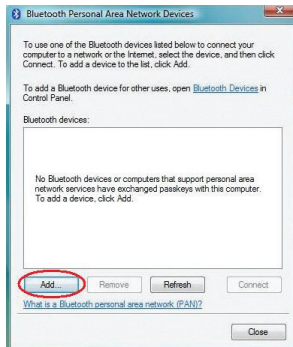 Bluetooth Personal Area Network Devices
To use one of the Bluetooth devices listed below to connect your
computer to a network or the Internet, select the device, and then click
Connect. To add a device to the list, click Add.
To add a Bluetooth device for other uses, open Bluetooth Devices in
Control Panel.
Bluetooth devices:
No Bluetooth devices or computers that support personal area
network services have exchanged passkeys with this computer.
To add a device, click Add.
Add... Remove Refresh Connect
What is a Bluetooth personal area network (PAN)?
Close